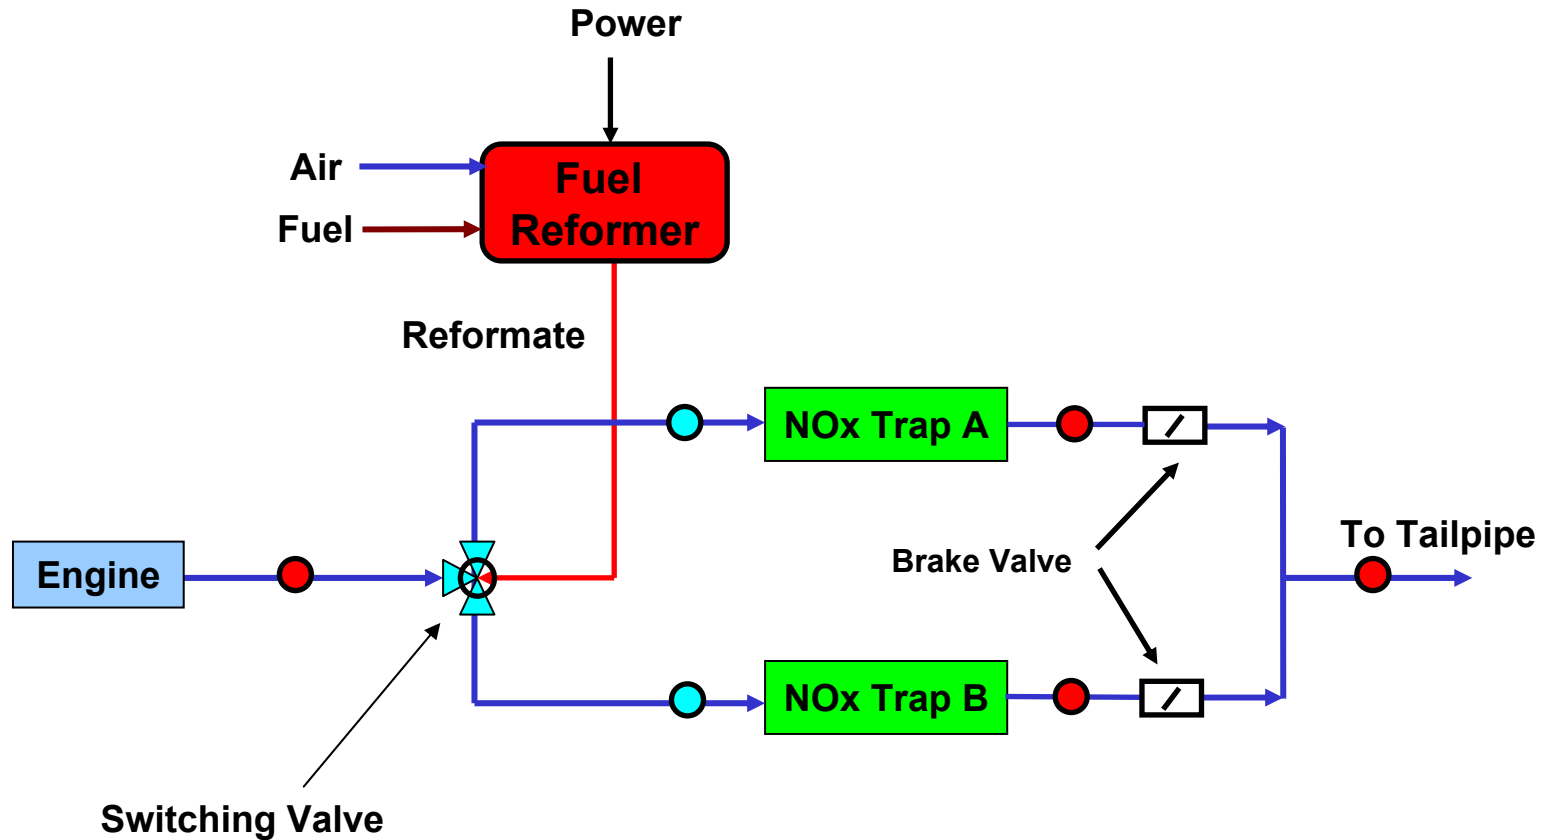 Power
Air
Fuel
Fuel
Reformer
Reformate
NOx Trap A
Engine
Brake Valve
To Tailpipe
NOx Trap B
Switching Valve